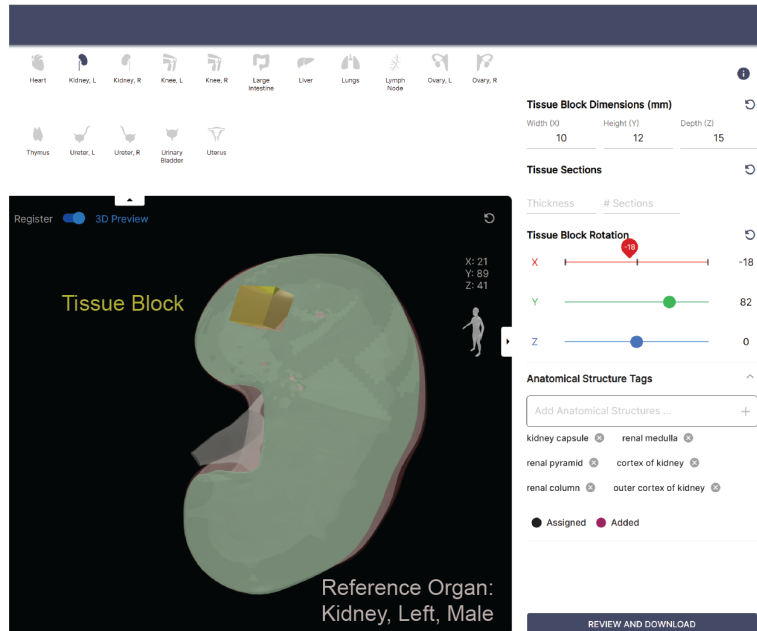 Heart Kidney, L Kidney, R Knee, L Knee, R Large Intestine Liver Lungs Lymph Node Ovary, L Ovary, R
Thymus Ureter, L Ureter, R Urinary Bladder Uterus
i
Tissue Block Dimensions (mm)
Width (X) Height (Y) Depth (Z)
10 12 15
Tissue Sections
Thickness # Sections
Tissue Block Rotation
-18
X -18
Y 82
Z 0
Register 3D Preview
X: 21
Y: 89
Z: 41
Tissue Block
Reference Organ:
Kidney, Left, Male
Anatomical Structure Tags
Add Anatomical Structures ... +
kidney capsule renal medulla
renal pyramid cortex of kidney
renal column outer cortex of kidney
Assigned Added
REVIEW AND DOWNLOAD